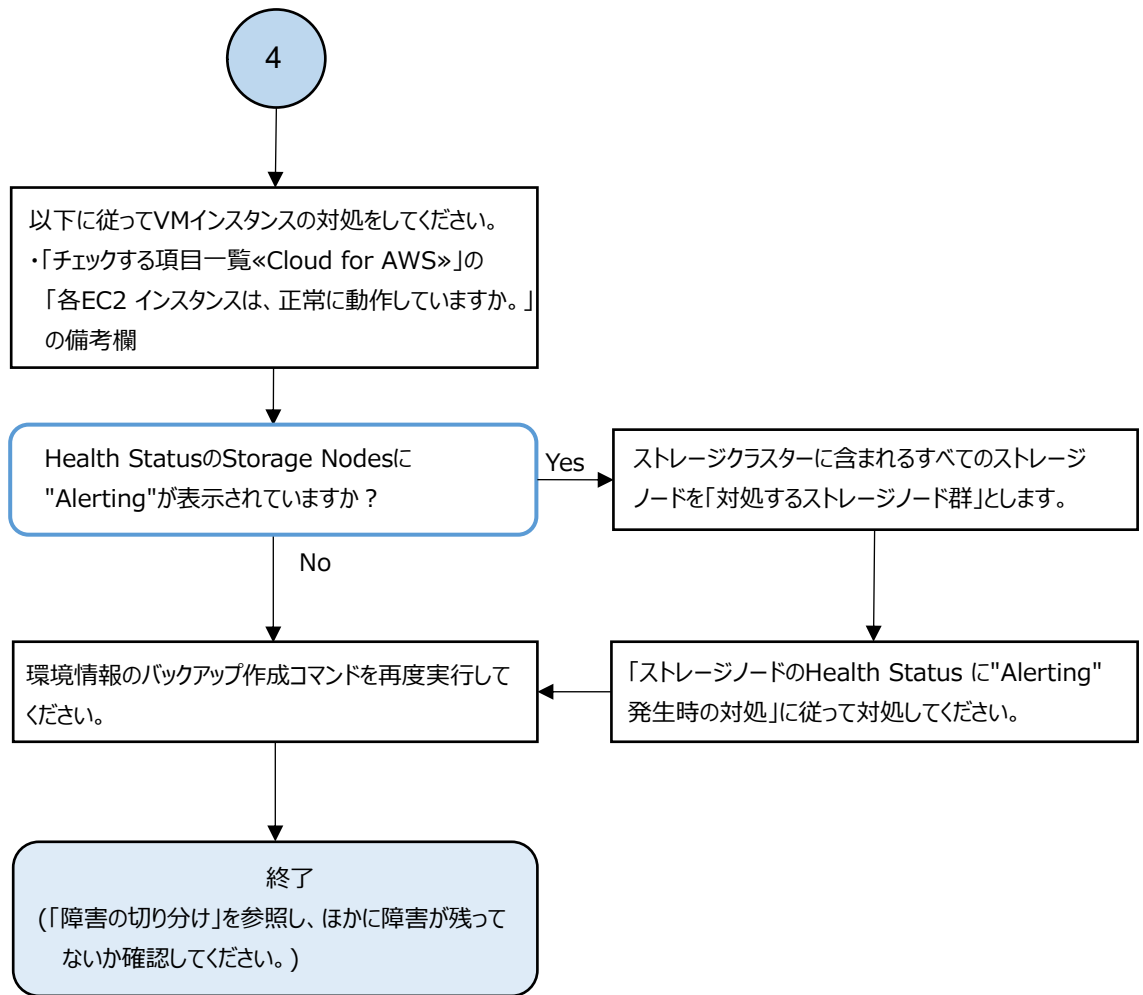 4
以下に従ってVMインスタンスの対処をしてください。
・「チェックする項目一覧«Cloud for AWS»」の
「各EC2 インスタンスは、正常に動作していますか。」
の備考欄
Health StatusのStorage Nodesに
"Alerting"が表示されていますか？
Yes
ストレージクラスターに含まれるすべてのストレージ
ノードを「対処するストレージノード群」とします。
No
環境情報のバックアップ作成コマンドを再度実行して
ください。
「ストレージノードのHealth Status に"Alerting"
発生時の対処」に従って対処してください。
終了
(「障害の切り分け」を参照し、ほかに障害が残って
ないか確認してください。)